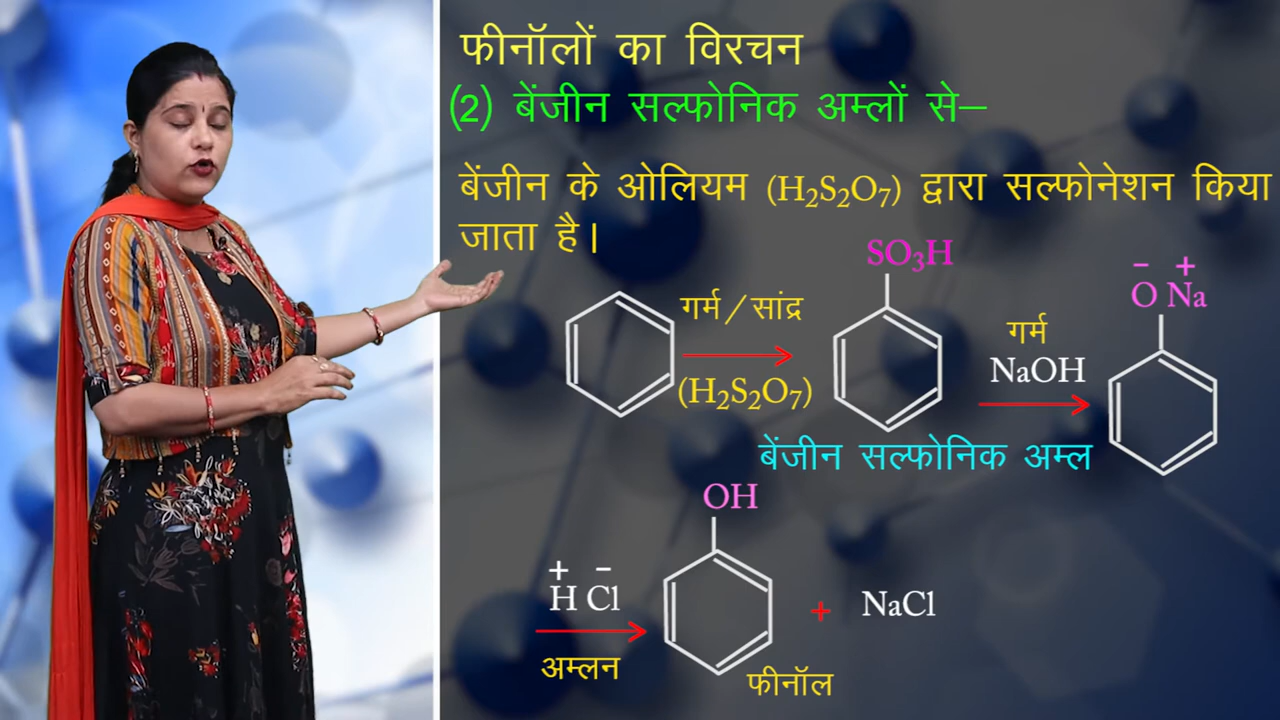 फीनॉलों का विरचन
(2) बेंजीन सल्फोनिक अम्लों से–
बेंजीन के ओलियम (H₂S₂O₇) द्वारा सल्फोनेशन किया
जाता है।
गर्म/सांद्र
(H₂S₂O₇)
SO₃H
बेंजीन सल्फोनिक अम्ल
गर्म
NaOH
− +
O Na
+ −
H Cl
अम्लन
OH
फीनॉल
+
NaCl